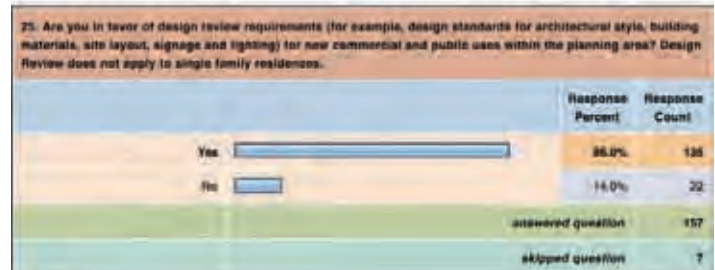 25. Are you in favor of design review requirements (for example, design standards for architectural style, building
materials, site layout, signage and lighting) for new commercial and public uses within the planning area? Design
Review does not apply to single family residences.
Response Percent Response Count
Yes 86.0% 135
No 14.0% 22
answered question 157
skipped question 7